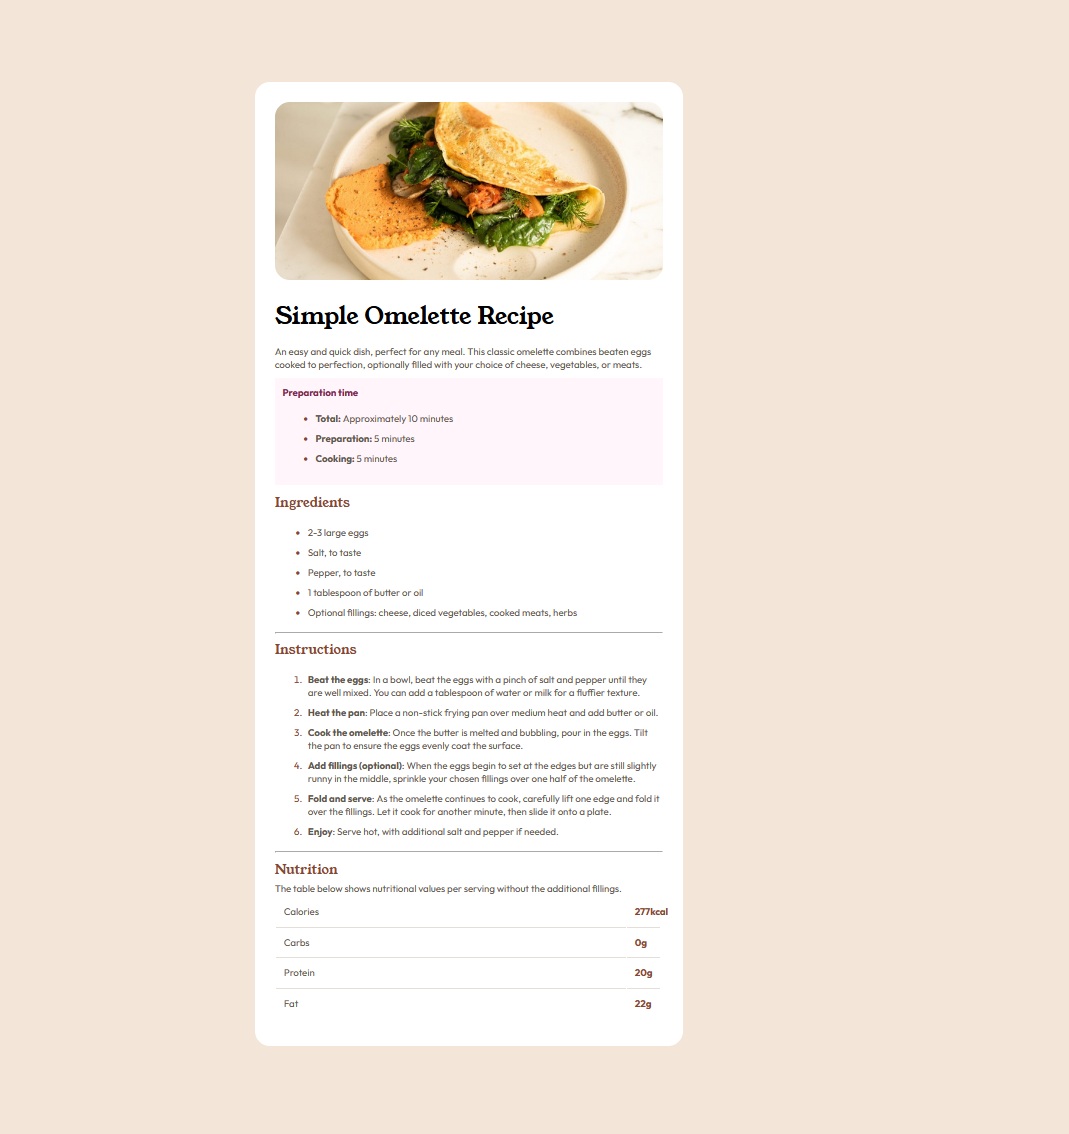 Simple Omelette Recipe
An easy and quick dish, perfect for any meal. This classic omelette combines beaten eggs
cooked to perfection, optionally filled with your choice of cheese, vegetables, or meats.
Preparation time
• Total: Approximately 10 minutes
• Preparation: 5 minutes
• Cooking: 5 minutes
Ingredients
• 2-3 large eggs
• Salt, to taste
• Pepper, to taste
• 1 tablespoon of butter or oil
• Optional fillings: cheese, diced vegetables, cooked meats, herbs
Instructions
1. Beat the eggs: In a bowl, beat the eggs with a pinch of salt and pepper until they
are well mixed. You can add a tablespoon of water or milk for a fluffier texture.
2. Heat the pan: Place a non-stick frying pan over medium heat and add butter or oil.
3. Cook the omelette: Once the butter is melted and bubbling, pour in the eggs. Tilt
the pan to ensure the eggs evenly coat the surface.
4. Add fillings (optional): When the eggs begin to set at the edges but are still slightly
runny in the middle, sprinkle your chosen fillings over one half of the omelette.
5. Fold and serve: As the omelette continues to cook, carefully lift one edge and fold it
over the fillings. Let it cook for another minute, then slide it onto a plate.
6. Enjoy: Serve hot, with additional salt and pepper if needed.
Nutrition
The table below shows nutritional values per serving without the additional fillings.
Calories 277kcal
Carbs 0g
Protein 20g
Fat 22g